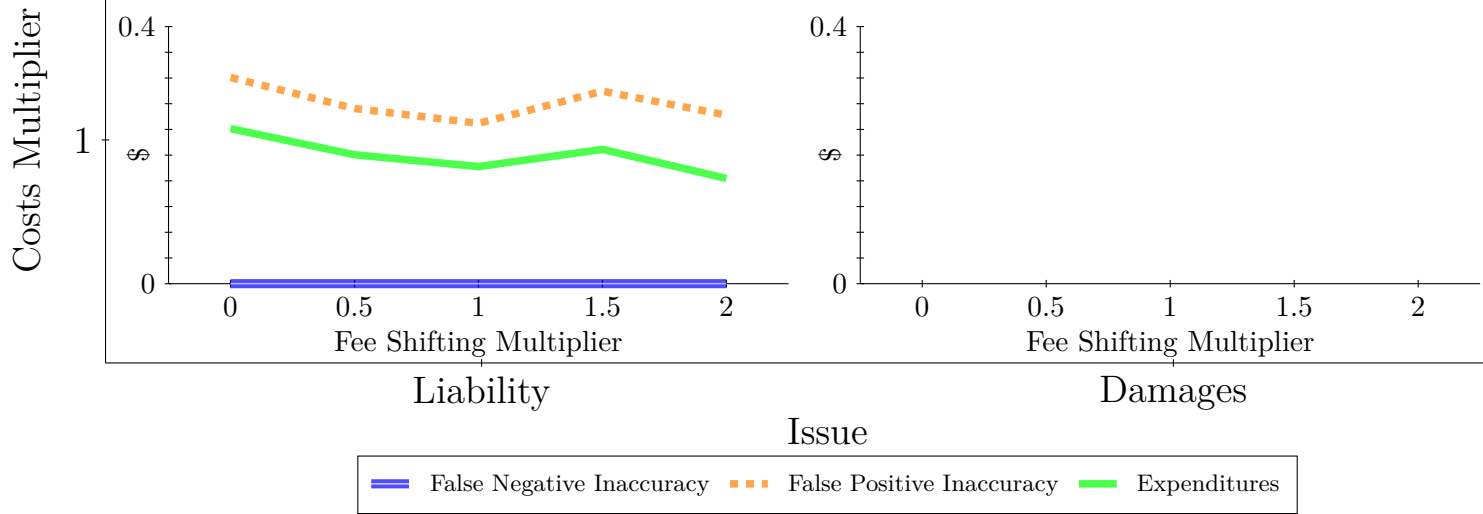 Costs Multiplier
1
0.4
$
0
0 0.5 1 1.5 2
Fee Shifting Multiplier
0.4
$
0
0 0.5 1 1.5 2
Fee Shifting Multiplier
Liability
Damages
Issue
False Negative Inaccuracy False Positive Inaccuracy Expenditures